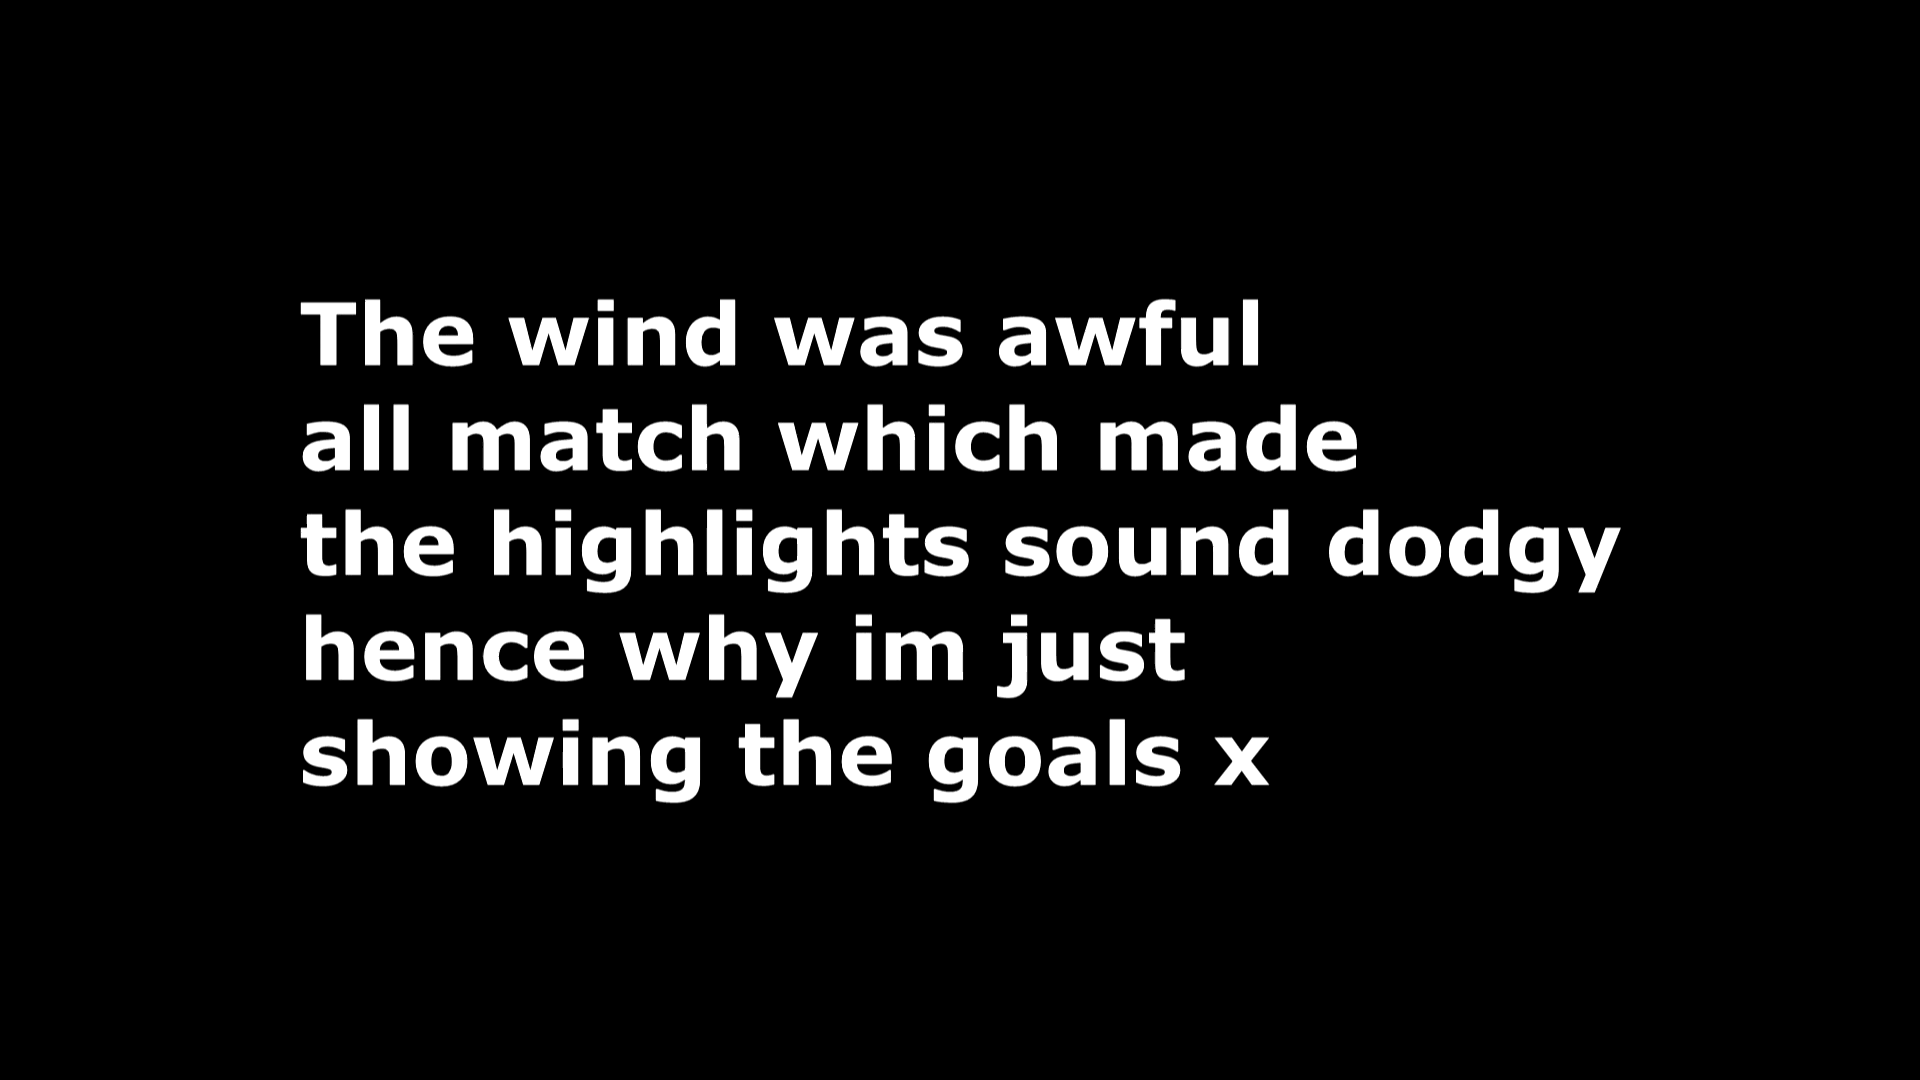 The wind was awful
all match which made
the highlights sound dodgy
hence why im just
showing the goals x